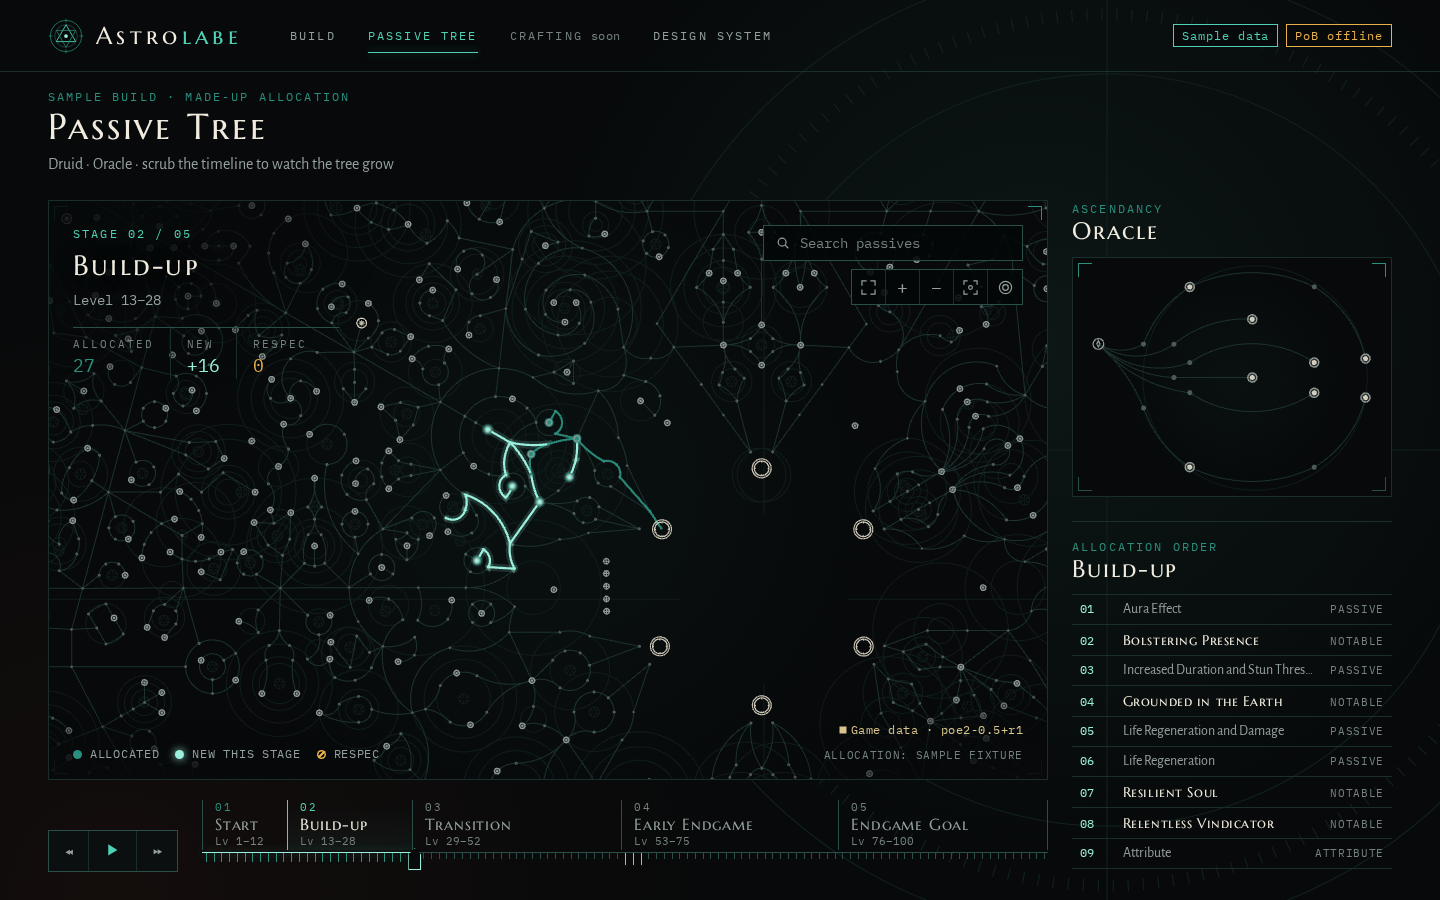 ASTROLABE
BUILD
PASSIVE TREE
CRAFTING soon
DESIGN SYSTEM
Sample data
PoB offline
SAMPLE BUILD · MADE-UP ALLOCATION
PASSIVE TREE
Druid · Oracle · scrub the timeline to watch the tree grow
STAGE 02 / 05
BUILD-UP
Level 13–28
ALLOCATED NEW RESPEC
27 +16 0
Search passives
+ −
ALLOCATED NEW THIS STAGE RESPEC
Game data · poe2-0.5+r1
ALLOCATION: SAMPLE FIXTURE
ASCENDANCY
ORACLE
ALLOCATION ORDER
BUILD-UP
01 Aura Effect PASSIVE
02 BOLSTERING PRESENCE NOTABLE
03 Increased Duration and Stun Thres... PASSIVE
04 GROUNDED IN THE EARTH NOTABLE
05 Life Regeneration and Damage PASSIVE
06 Life Regeneration PASSIVE
07 RESILIENT SOUL NOTABLE
08 RELENTLESS VINDICATOR NOTABLE
09 Attribute ATTRIBUTE
01
START
Lv 1–12
02
BUILD-UP
Lv 13–28
03
TRANSITION
Lv 29–52
04
EARLY ENDGAME
Lv 53–75
05
ENDGAME GOAL
Lv 76–100